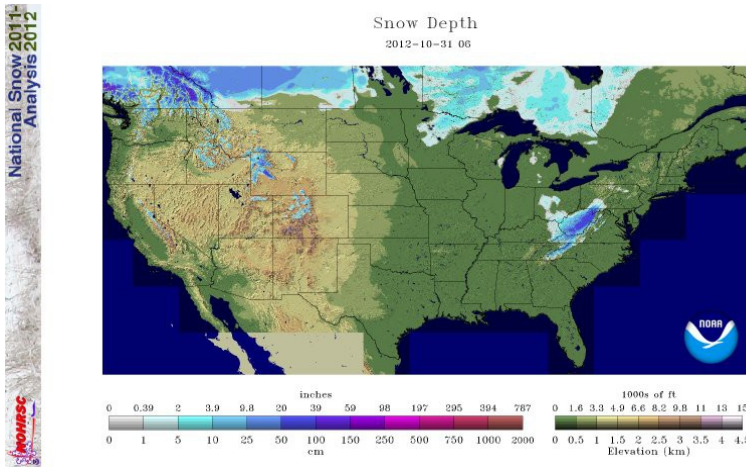 National Snow 2011-
Analysis 2012
Snow Depth
2012-10-31 06
NOAA
NOHRSC
inches
0 0.39 2 3.9 9.8 20 39 59 98 197 295 394 787
0 1 5 10 25 50 100 150 250 500 750 1000 2000
cm
1000s of ft
0 1.6 3.3 4.9 6.6 8.2 9.8 11 13 15
0 0.5 1 1.5 2 2.5 3 3.5 4 4.5
Elevation (km)